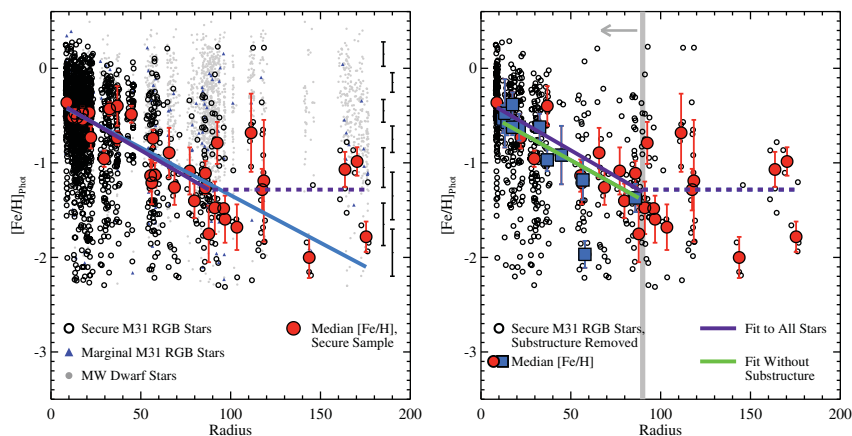 0
-1
-2
-3
[Fe/H]Phot
Secure M31 RGB Stars
Marginal M31 RGB Stars
MW Dwarf Stars
Median [Fe/H],
Secure Sample
0 50 100 150 200
Radius
0
-1
-2
-3
[Fe/H]Phot
Secure M31 RGB Stars,
Substructure Removed
Median [Fe/H]
Fit to All Stars
Fit Without
Substructure
0 50 100 150 200
Radius